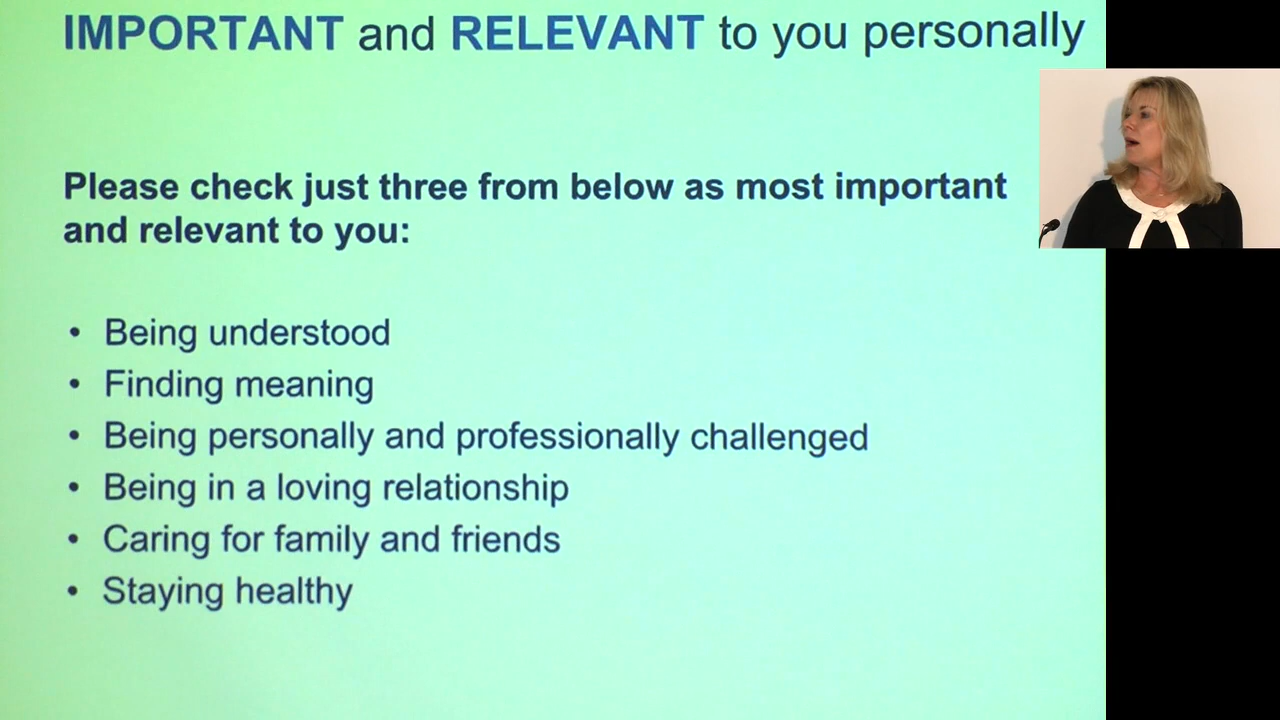 IMPORTANT and RELEVANT to you personally
Please check just three from below as most important
and relevant to you:
• Being understood
• Finding meaning
• Being personally and professionally challenged
• Being in a loving relationship
• Caring for family and friends
• Staying healthy